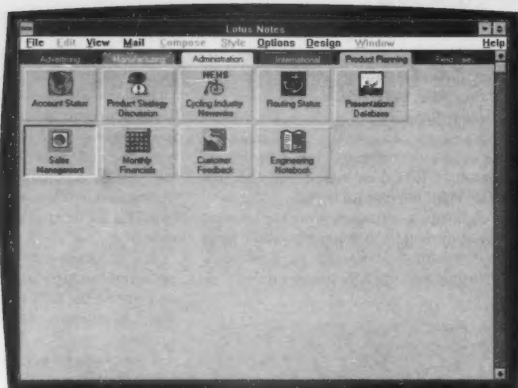 Lotus Notes
File Edit View Mail Compose Style Options Design Window Help
Advertising Manufacturing Administration International Product Planning
Account Status
Product Strategy
Discussion
NEWS
Cycling Industry
Newswire
Routing Status
Presentations
Database
Sales
Management
Monthly
Financials
Customer
Feedback
Engineering
Notebook